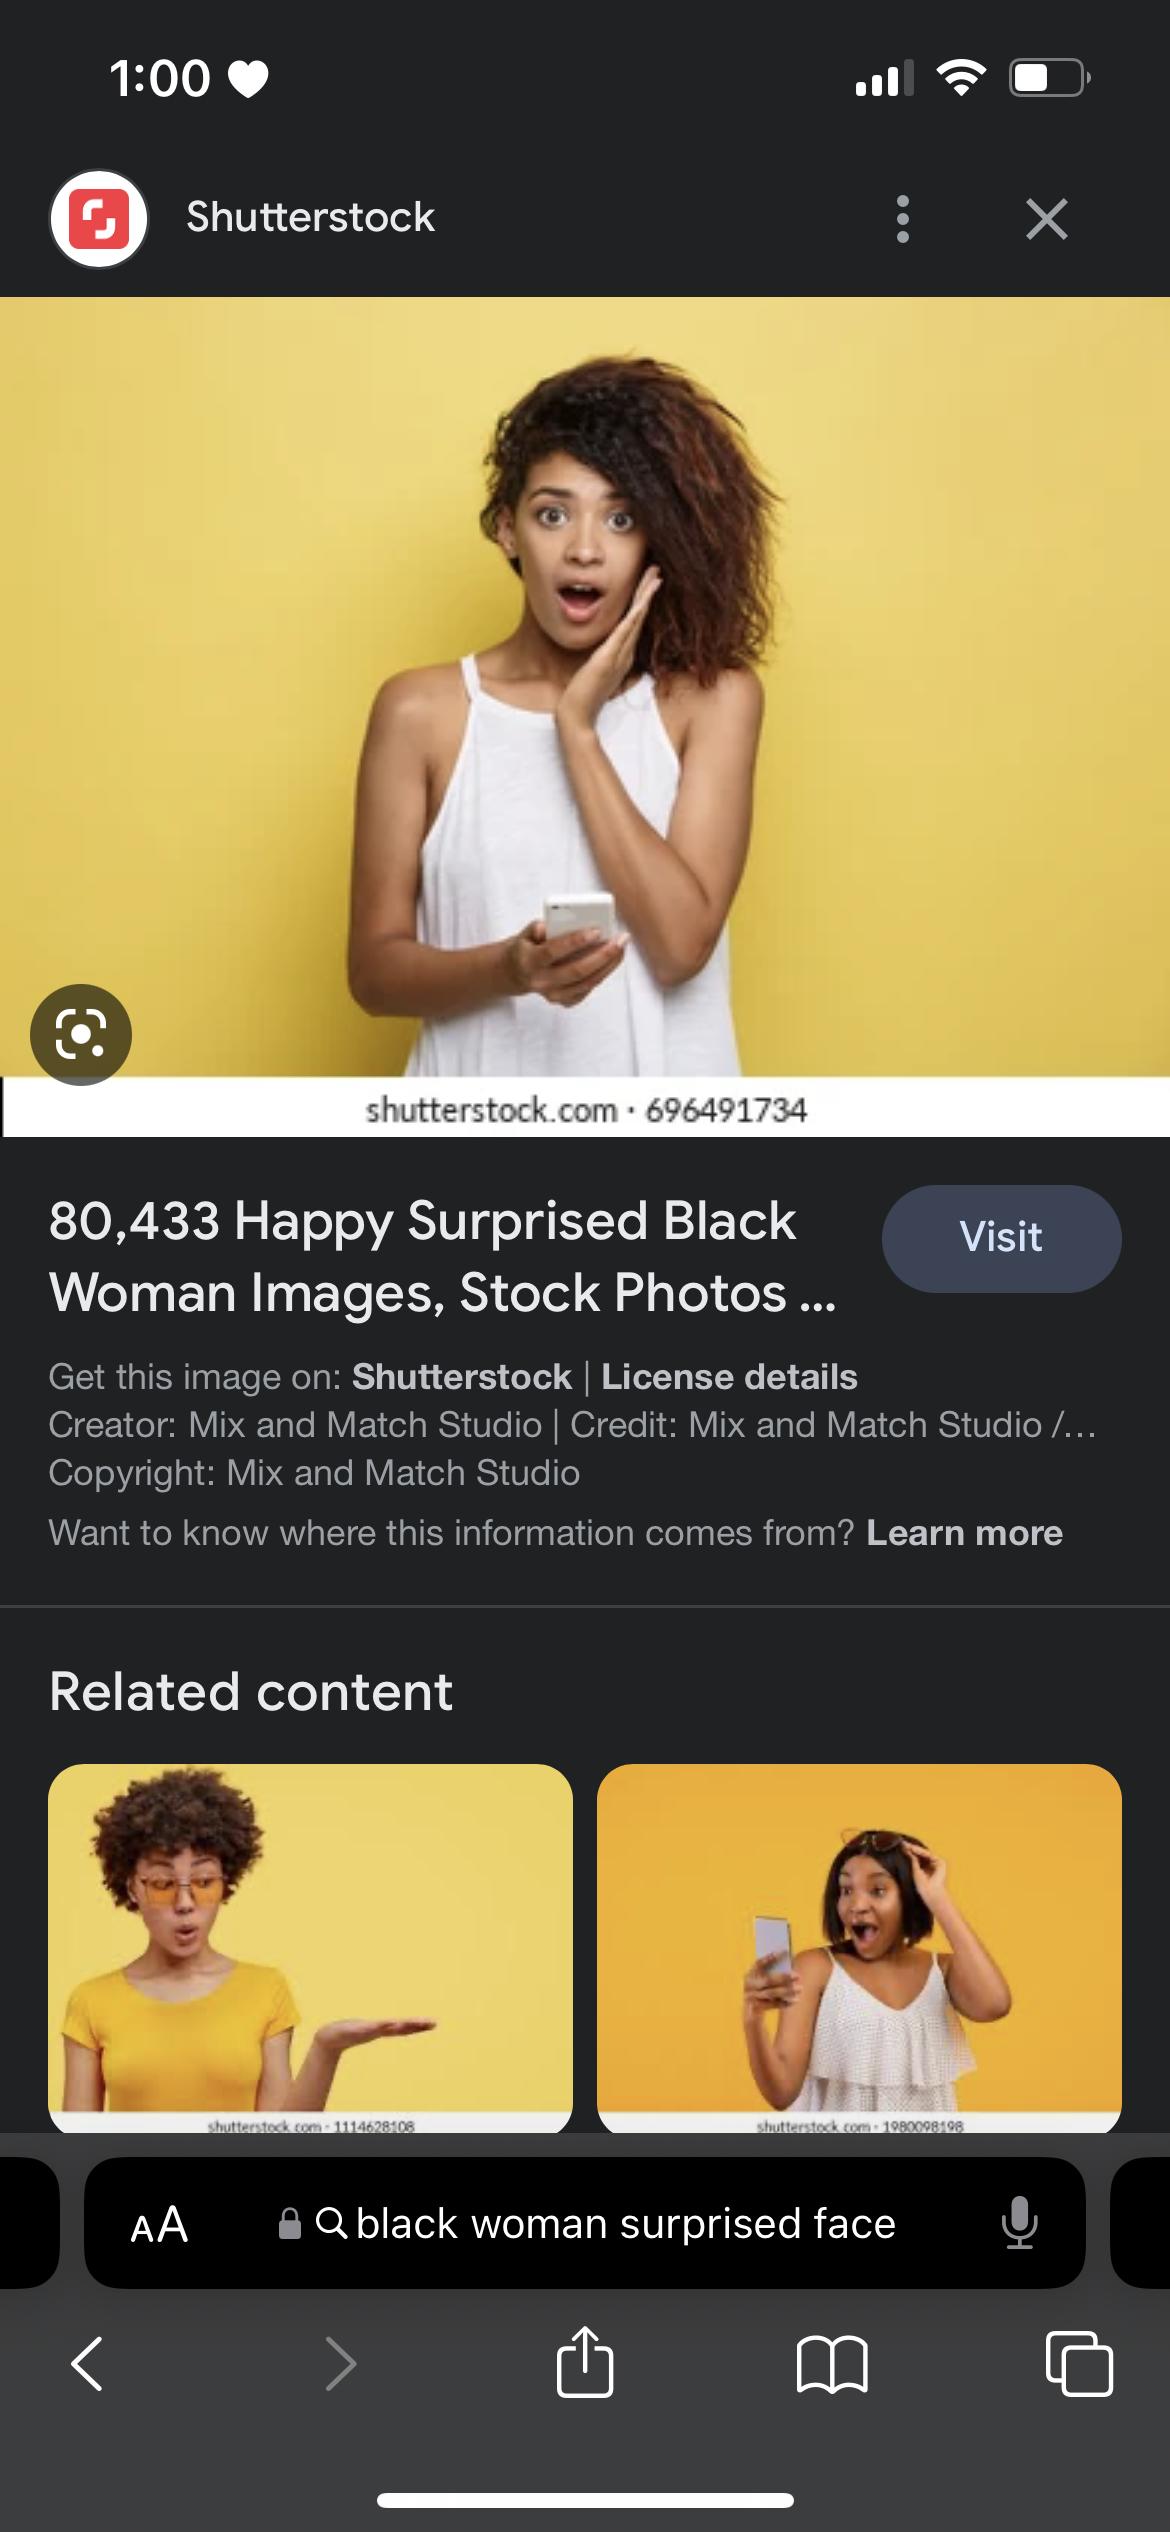 1:00
Shutterstock
shutterstock.com · 696491734
80,433 Happy Surprised Black
Woman Images, Stock Photos ...
Visit
Get this image on: Shutterstock | License details
Creator: Mix and Match Studio | Credit: Mix and Match Studio /...
Copyright: Mix and Match Studio
Want to know where this information comes from? Learn more
Related content
shutterstock.com · 1114628108
shutterstock.com · 1980098198
AA
black woman surprised face